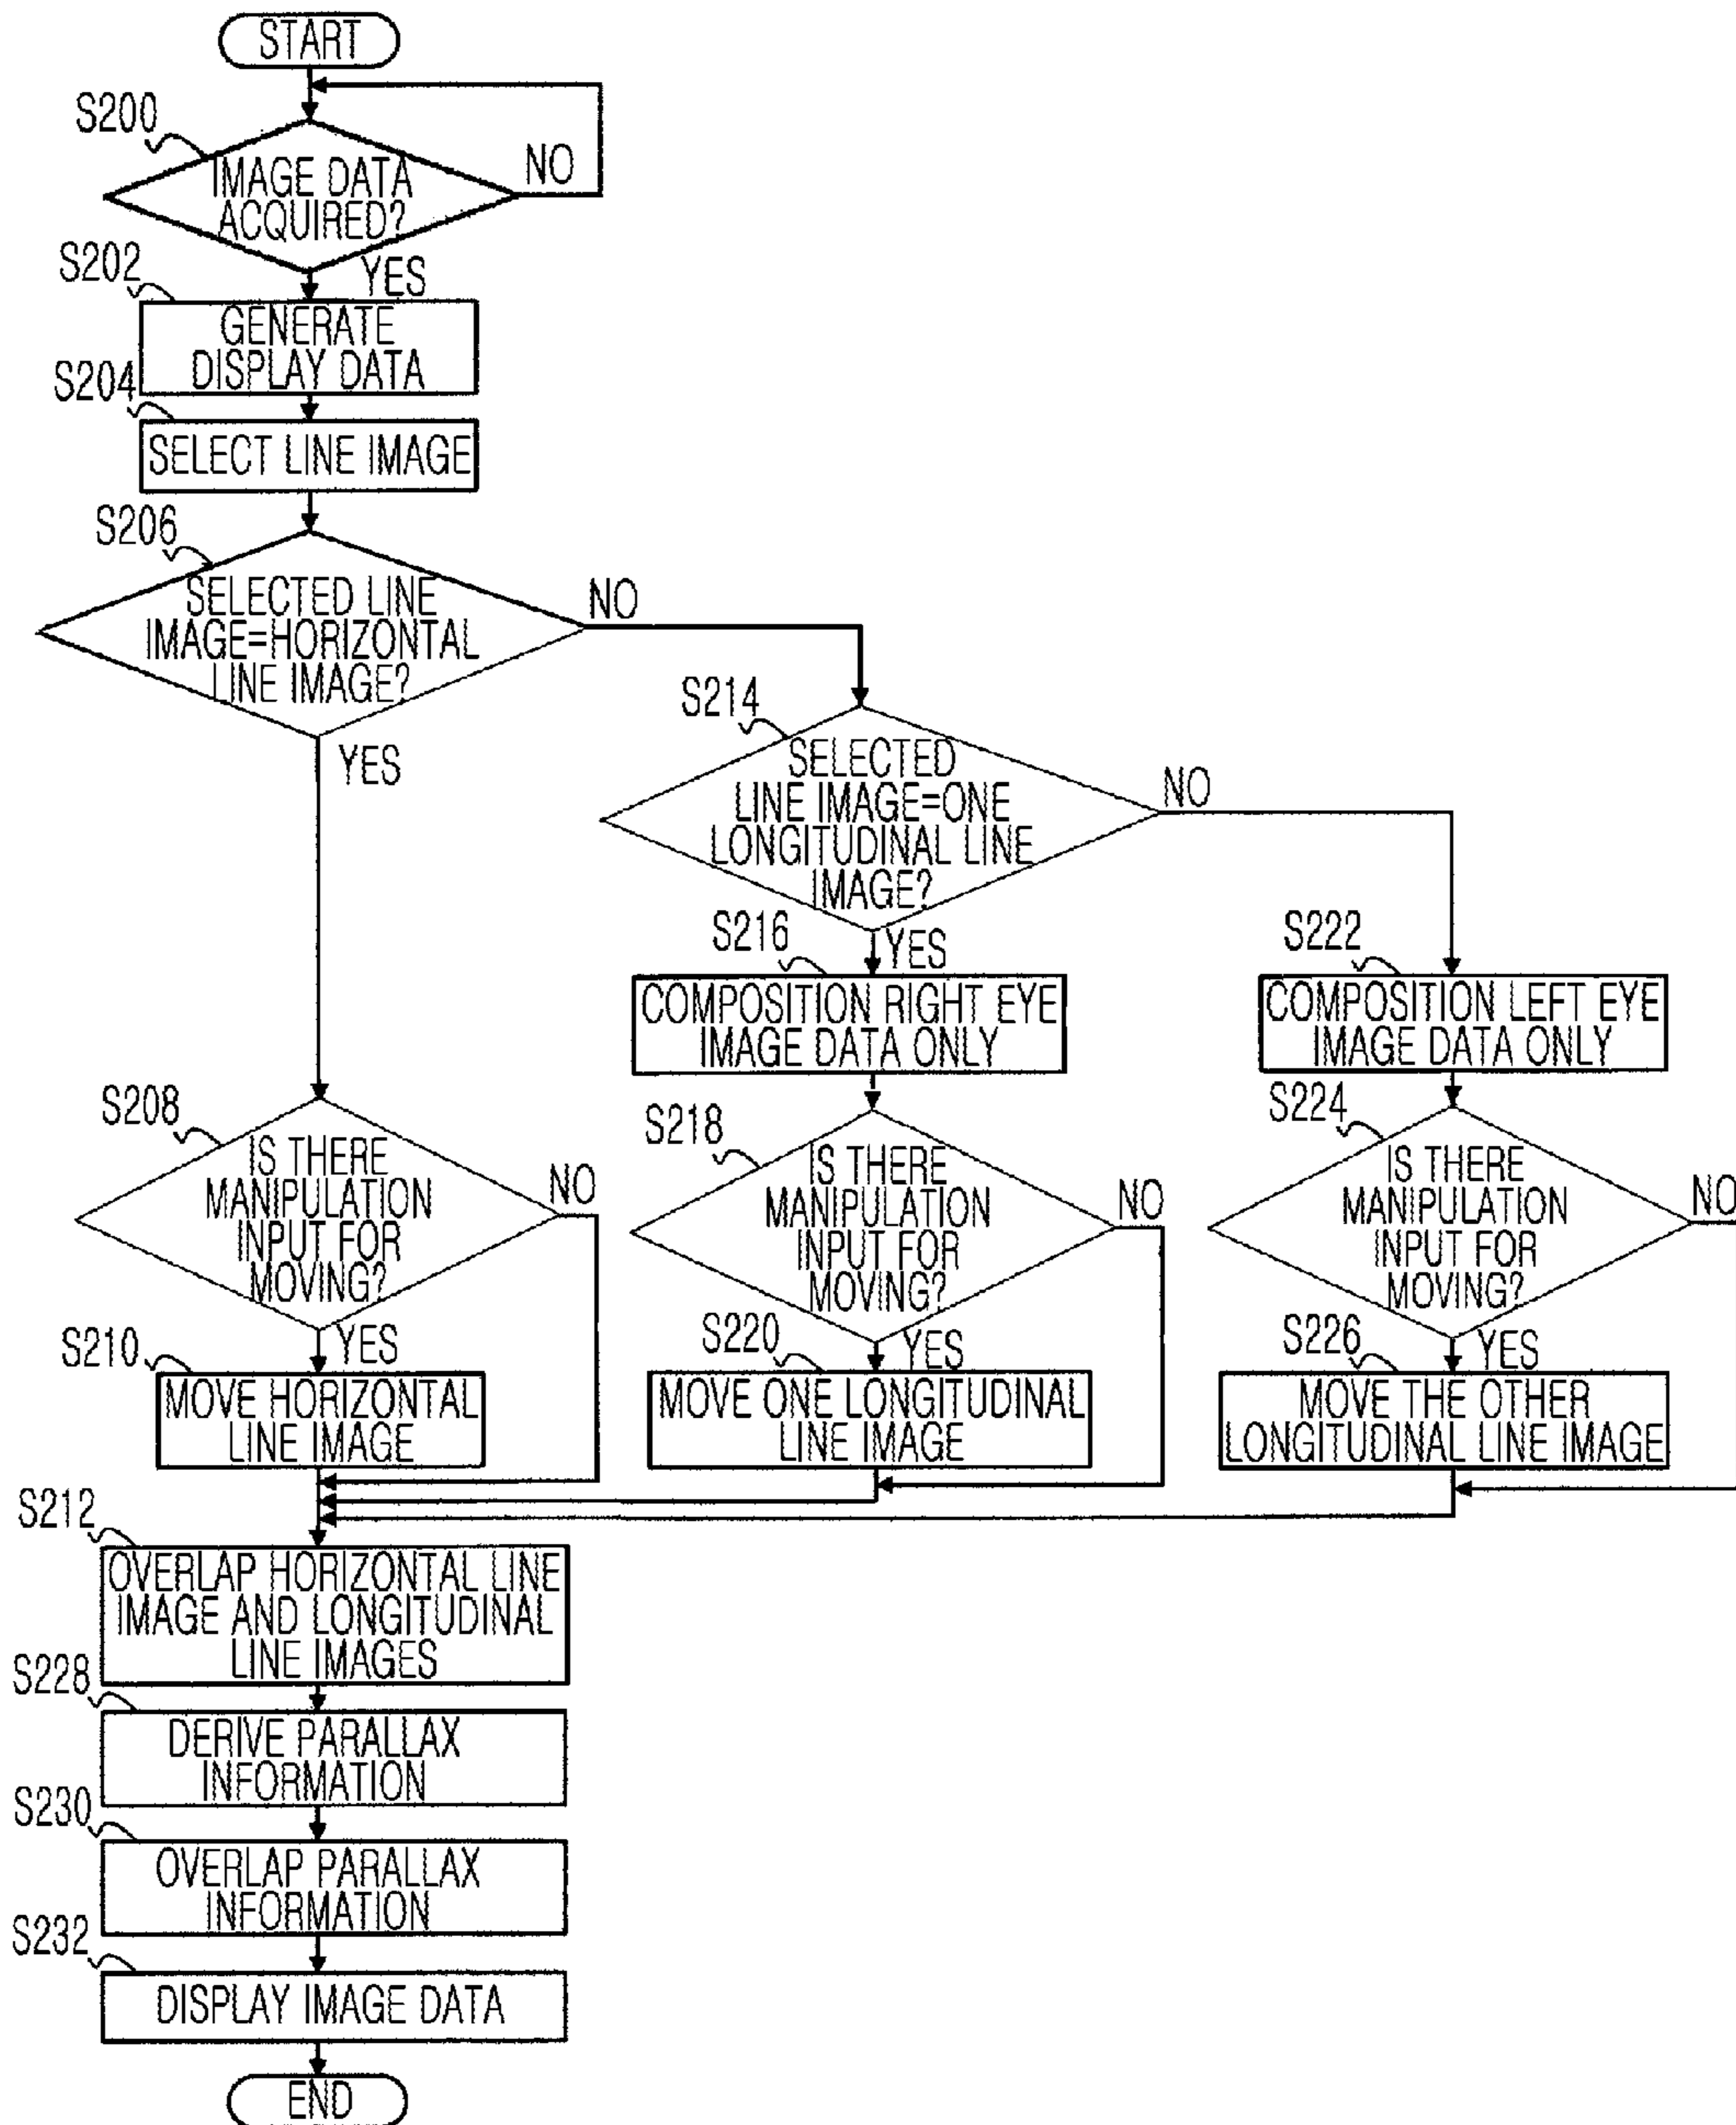 START
S200
IMAGE DATA
ACQUIRED?
NO
YES
S202
GENERATE
DISPLAY DATA
S204
SELECT LINE IMAGE
S206
SELECTED LINE
IMAGE=HORIZONTAL
LINE IMAGE?
NO
YES
S214
SELECTED
LINE IMAGE=ONE
LONGITUDINAL LINE
IMAGE?
NO
YES
S216
COMPOSITION RIGHT EYE
IMAGE DATA ONLY
S222
COMPOSITION LEFT EYE
IMAGE DATA ONLY
S208
IS THERE
MANIPULATION
INPUT FOR
MOVING?
NO
YES
S218
IS THERE
MANIPULATION
INPUT FOR
MOVING?
NO
YES
S224
IS THERE
MANIPULATION
INPUT FOR
MOVING?
NO
YES
S210
MOVE HORIZONTAL
LINE IMAGE
S220
MOVE ONE LONGITUDINAL
LINE IMAGE
S226
MOVE THE OTHER
LONGITUDINAL LINE IMAGE
S212
OVERLAP HORIZONTAL LINE
IMAGE AND LONGITUDINAL
LINE IMAGES
S228
DERIVE PARALLAX
INFORMATION
S230
OVERLAP PARALLAX
INFORMATION
S232
DISPLAY IMAGE DATA
END